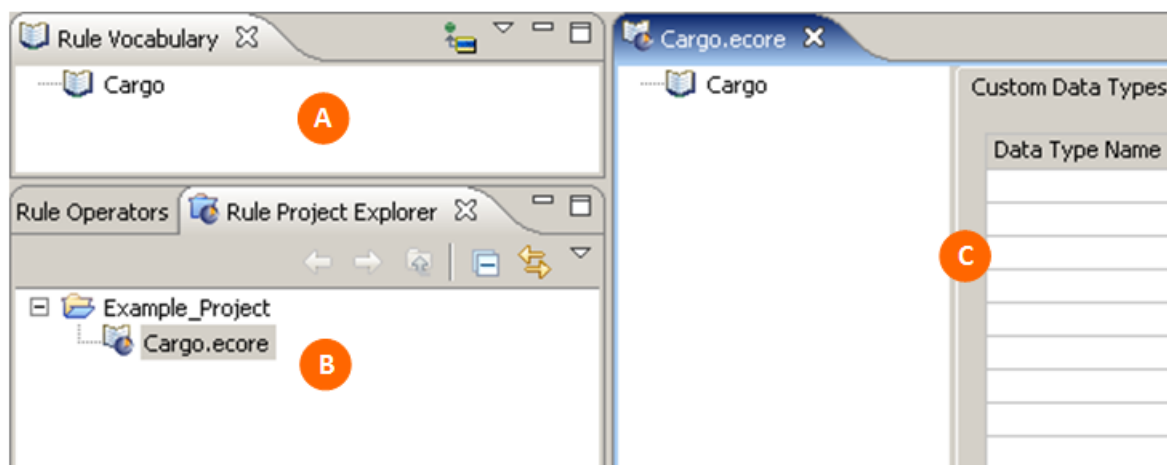 Rule Vocabulary
Cargo
A
Rule Operators
Rule Project Explorer
Example_Project
Cargo.ecore
B
Cargo.ecore
Cargo
Custom Data Types
Data Type Name
C